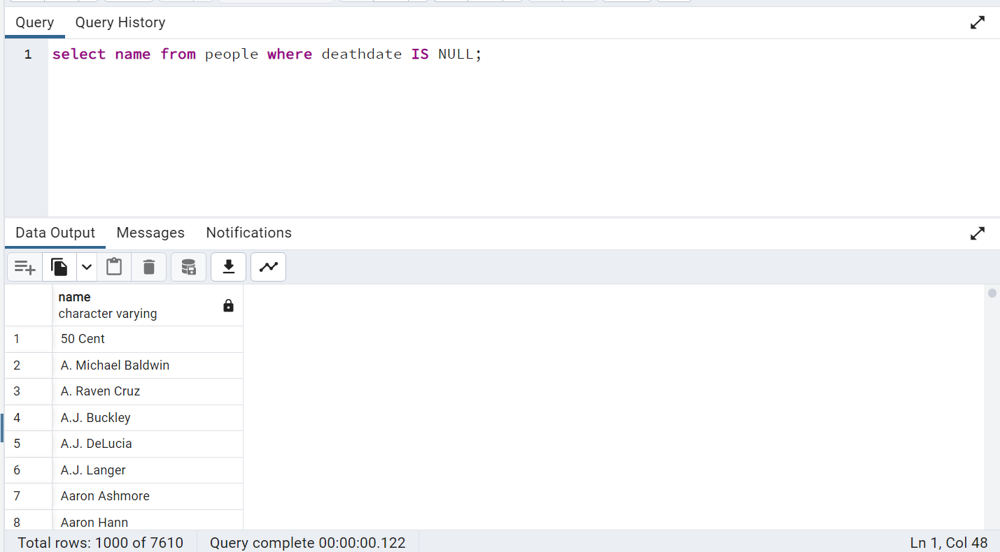 Query Query History
1 select name from people where deathdate IS NULL;
Data Output Messages Notifications
name
character varying
1 50 Cent
2 A. Michael Baldwin
3 A. Raven Cruz
4 A.J. Buckley
5 A.J. DeLucia
6 A.J. Langer
7 Aaron Ashmore
8 Aaron Hann
Total rows: 1000 of 7610 Query complete 00:00:00.122 Ln 1, Col 48